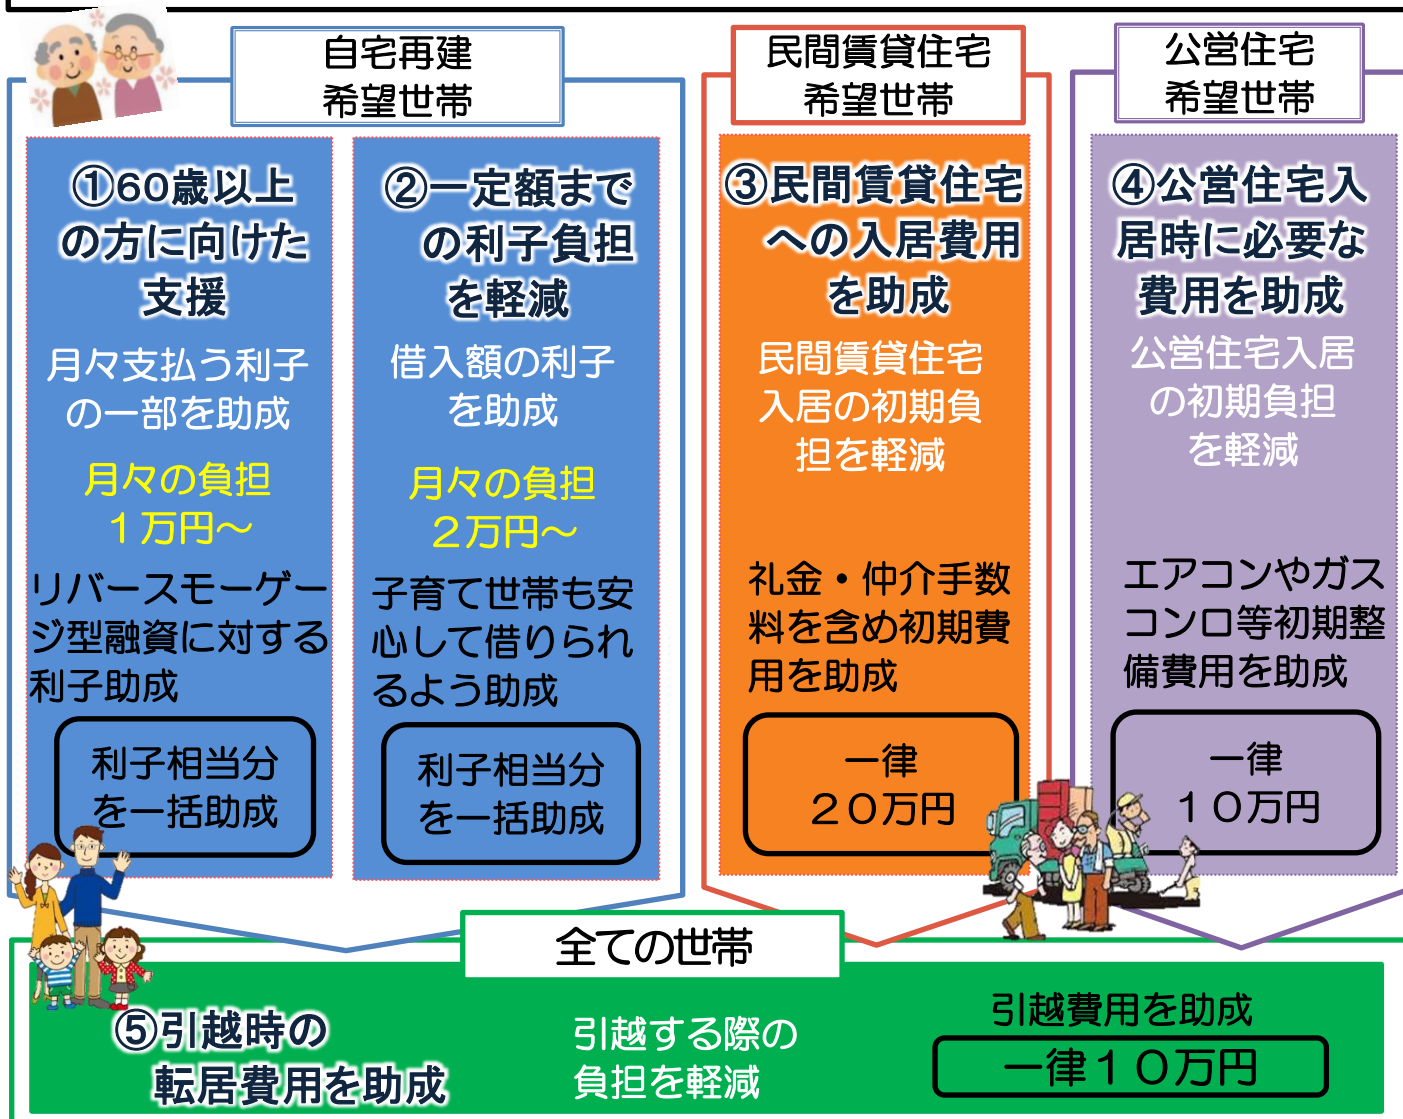 自宅再建
希望世帯
①60歳以上
の方に向けた
支援
月々支払う利子
の一部を助成
月々の負担
１万円～
リバースモーゲー
ジ型融資に対する
利子助成
利子相当分
を一括助成
②一定額まで
の利子負担
を軽減
借入額の利子
を助成
月々の負担
２万円～
子育て世帯も安
心して借りられ
るよう助成
利子相当分
を一括助成
民間賃貸住宅
希望世帯
③民間賃貸住宅
への入居費用
を助成
民間賃貸住宅
入居の初期負
担を軽減
礼金・仲介手数
料を含め初期費
用を助成
一律
２０万円
公営住宅
希望世帯
④公営住宅入
居時に必要な
費用を助成
公営住宅入居
の初期負担
を軽減
エアコンやガス
コンロ等初期整
備費用を助成
一律
１０万円
全ての世帯
⑤引越時の
転居費用を助成
引越する際の
負担を軽減
引越費用を助成
一律１０万円